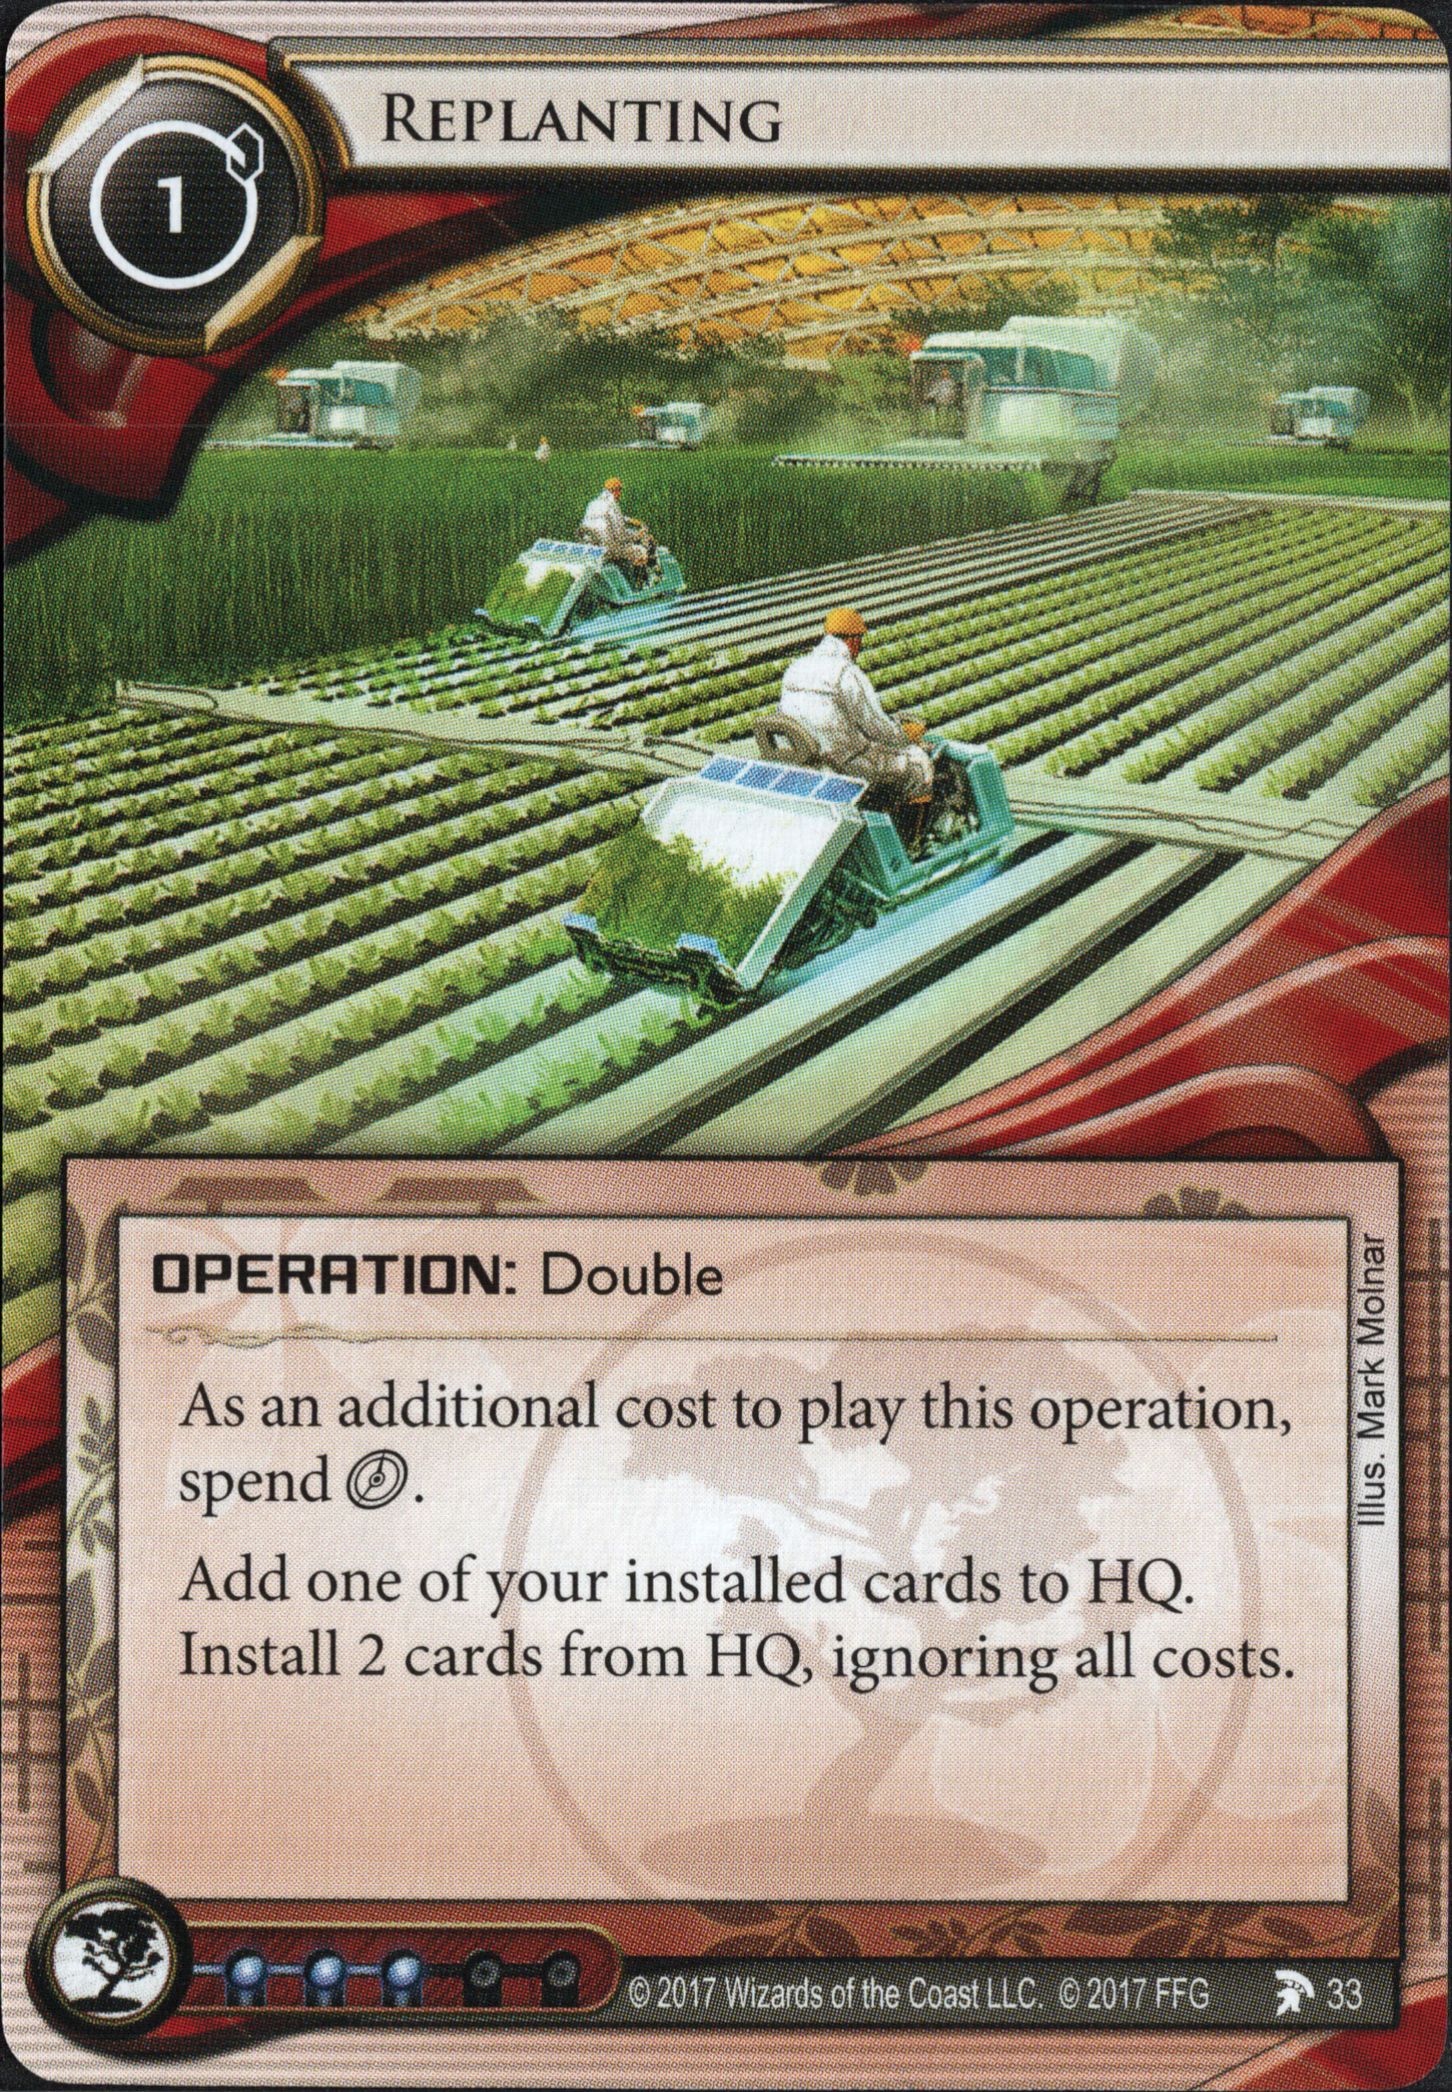 1
REPLANTING
OPERATION: Double
As an additional cost to play this operation,
spend .
Add one of your installed cards to HQ.
Install 2 cards from HQ, ignoring all costs.
Illus. Mark Molnar
© 2017 Wizards of the Coast LLC. © 2017 FFG
33